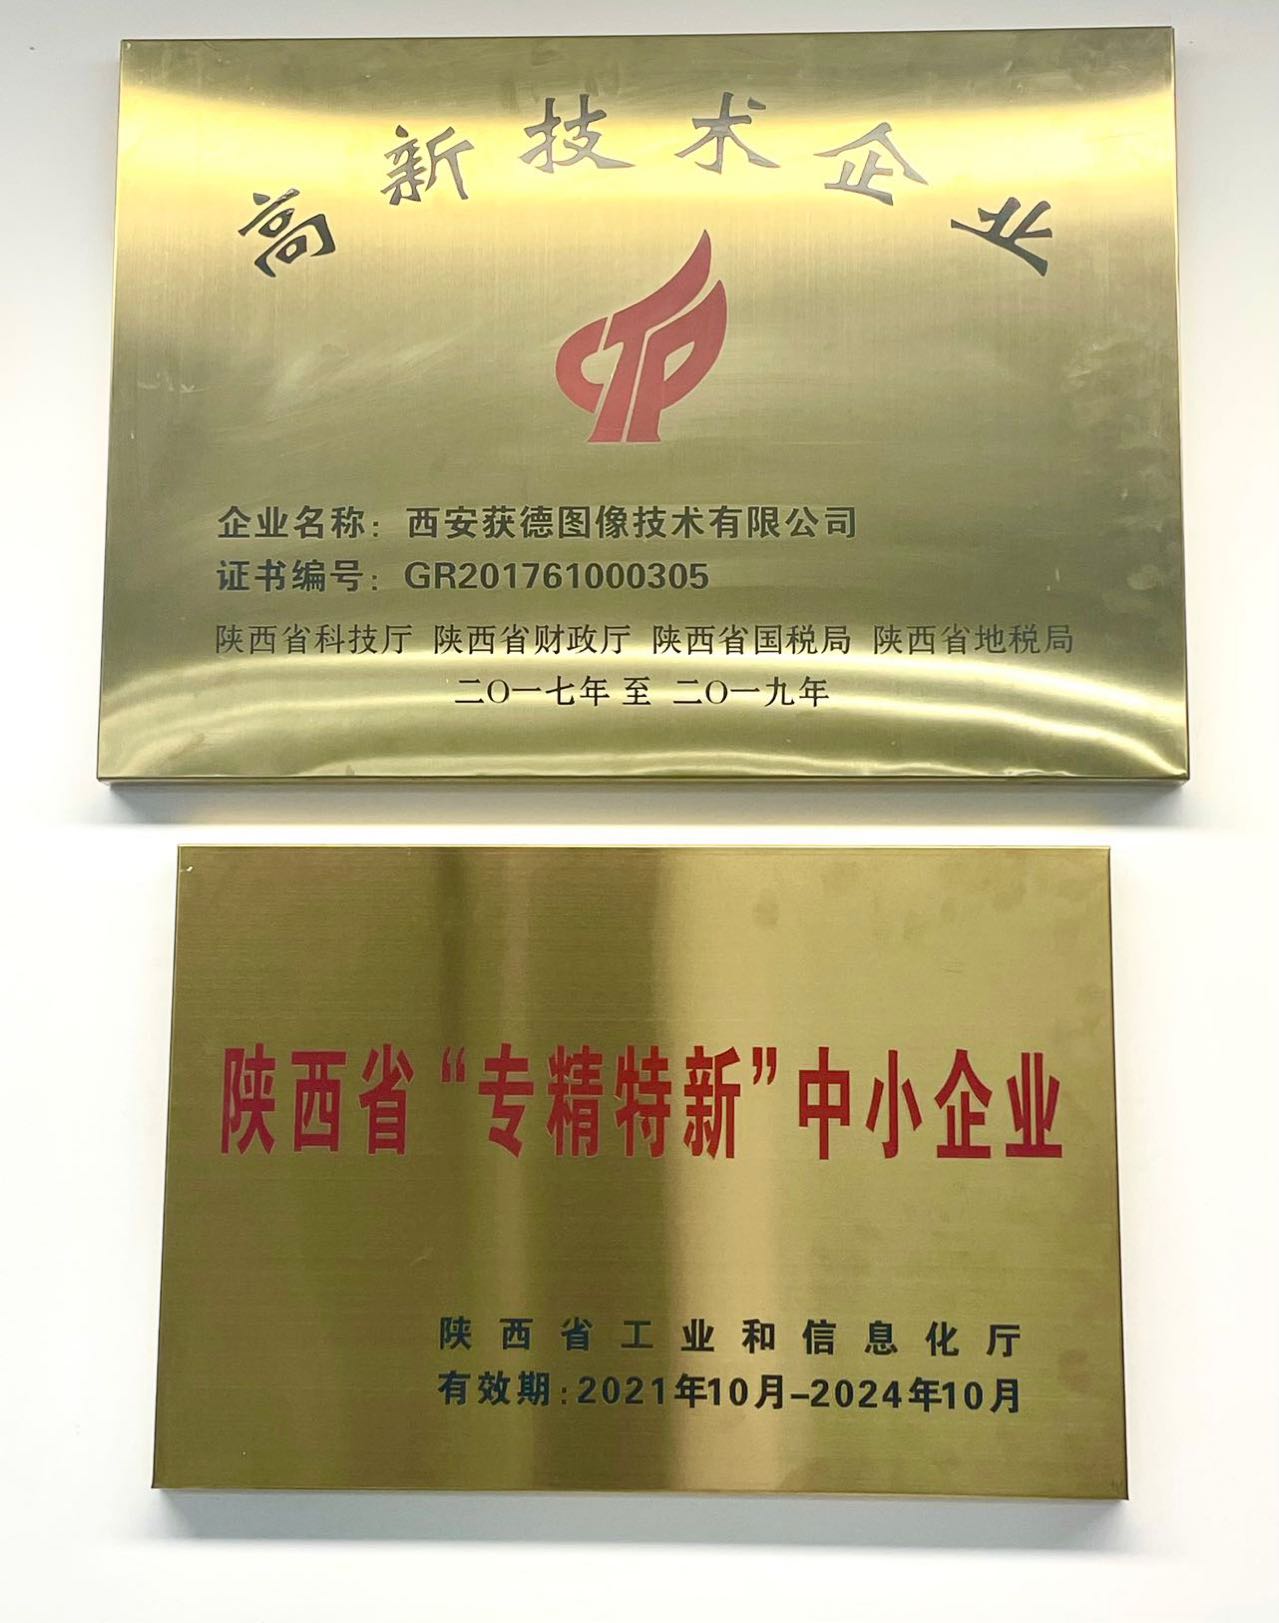 高新技术企业
CTP
企业名称：西安获德图像技术有限公司
证书编号：GR201761000305
陕西省科技厅 陕西省财政厅 陕西省国税局 陕西省地税局
二〇一七年 至 二〇一九年
陕西省“专精特新”中小企业
陕西省工业和信息化厅
有效期:2021年10月-2024年10月